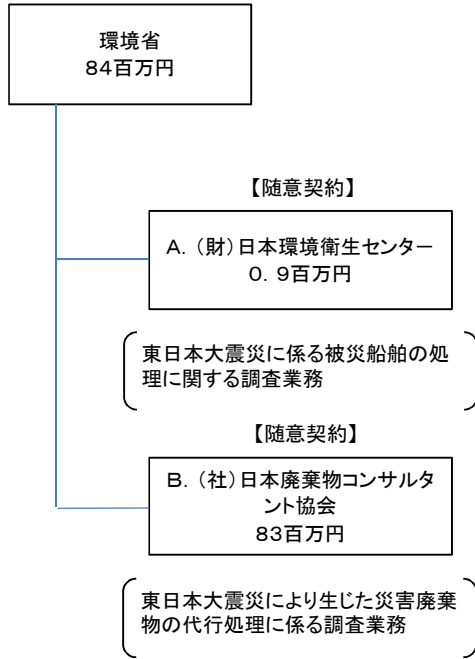 環境省
84百万円
【随意契約】
A．（財）日本環境衛生センター
0．9百万円
東日本大震災に係る被災船舶の処
理に関する調査業務
【随意契約】
B．（社）日本廃棄物コンサルタ
ント協会
83百万円
東日本大震災により生じた災害廃棄
物の代行処理に係る調査業務